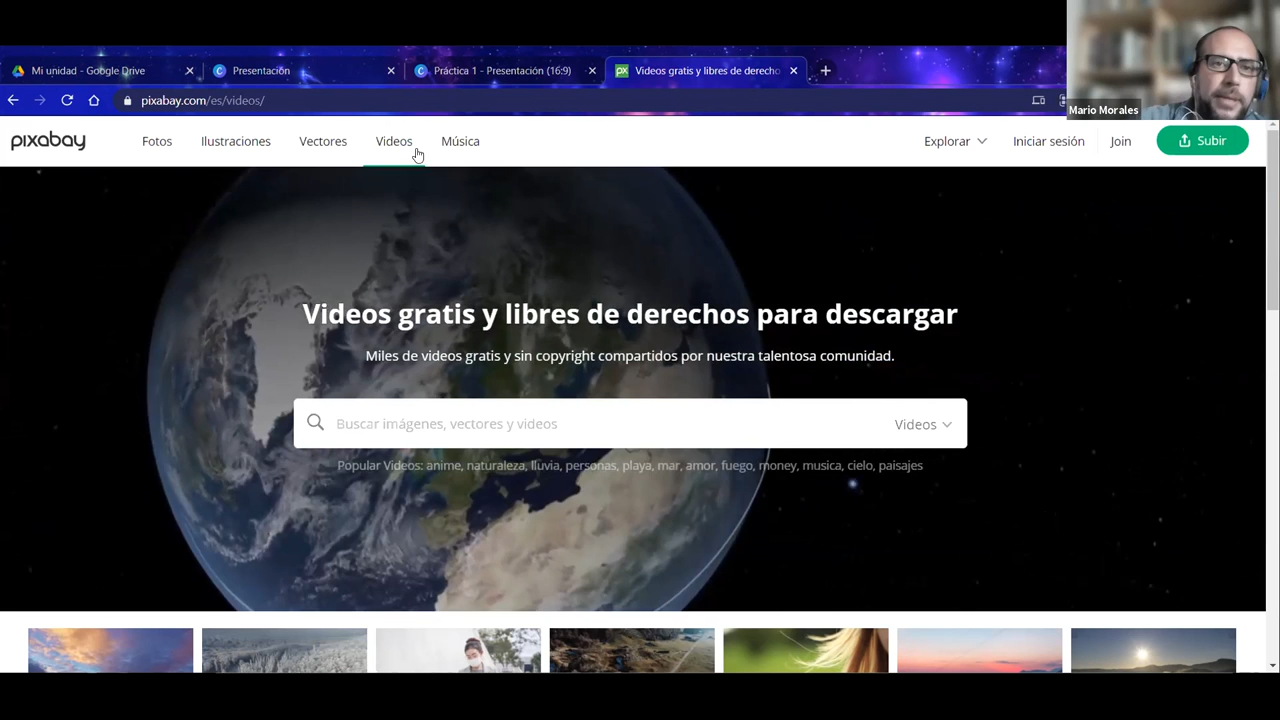 Mi unidad - Google Drive
Presentación
Práctica 1 - Presentación (16:9)
Videos gratis y libres de derecho
pixabay.com/es/videos/
Mario Morales
pixabay
Fotos
Ilustraciones
Vectores
Videos
Música
Explorar
Iniciar sesión
Join
Subir
Videos gratis y libres de derechos para descargar
Miles de videos gratis y sin copyright compartidos por nuestra talentosa comunidad.
Buscar imágenes, vectores y videos
Videos
Popular Videos: anime, naturaleza, lluvia, personas, playa, mar, amor, fuego, money, musica, cielo, paisajes